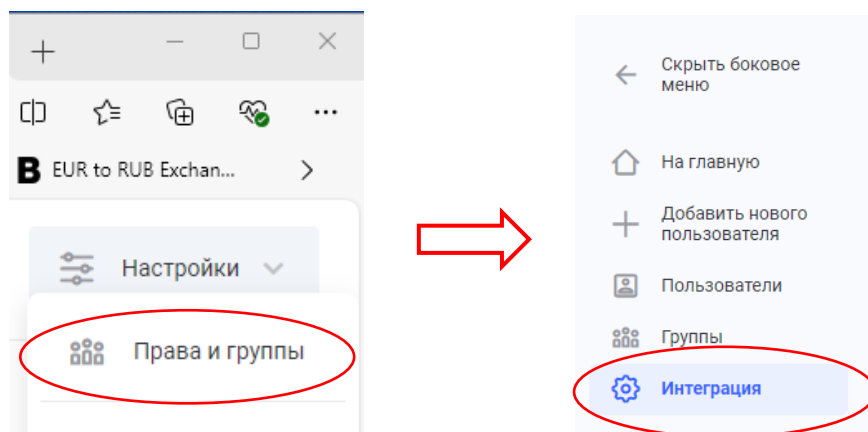 B EUR to RUB Exchan...
Настройки
Права и группы
Скрыть боковое
меню
На главную
Добавить нового
пользователя
Пользователи
Группы
Интеграция